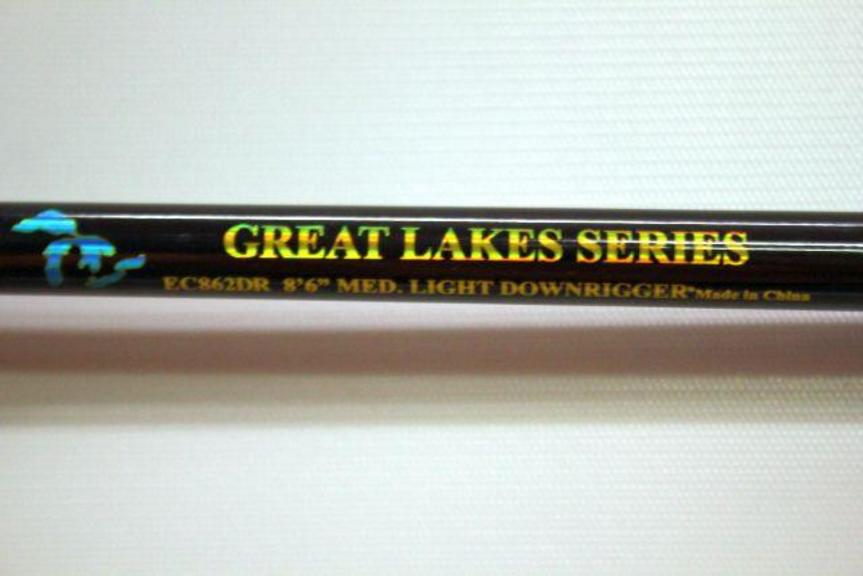 GREAT LAKES SERIES
EC862DR 8'6" MED. LIGHT DOWNRIGGER•Made in China